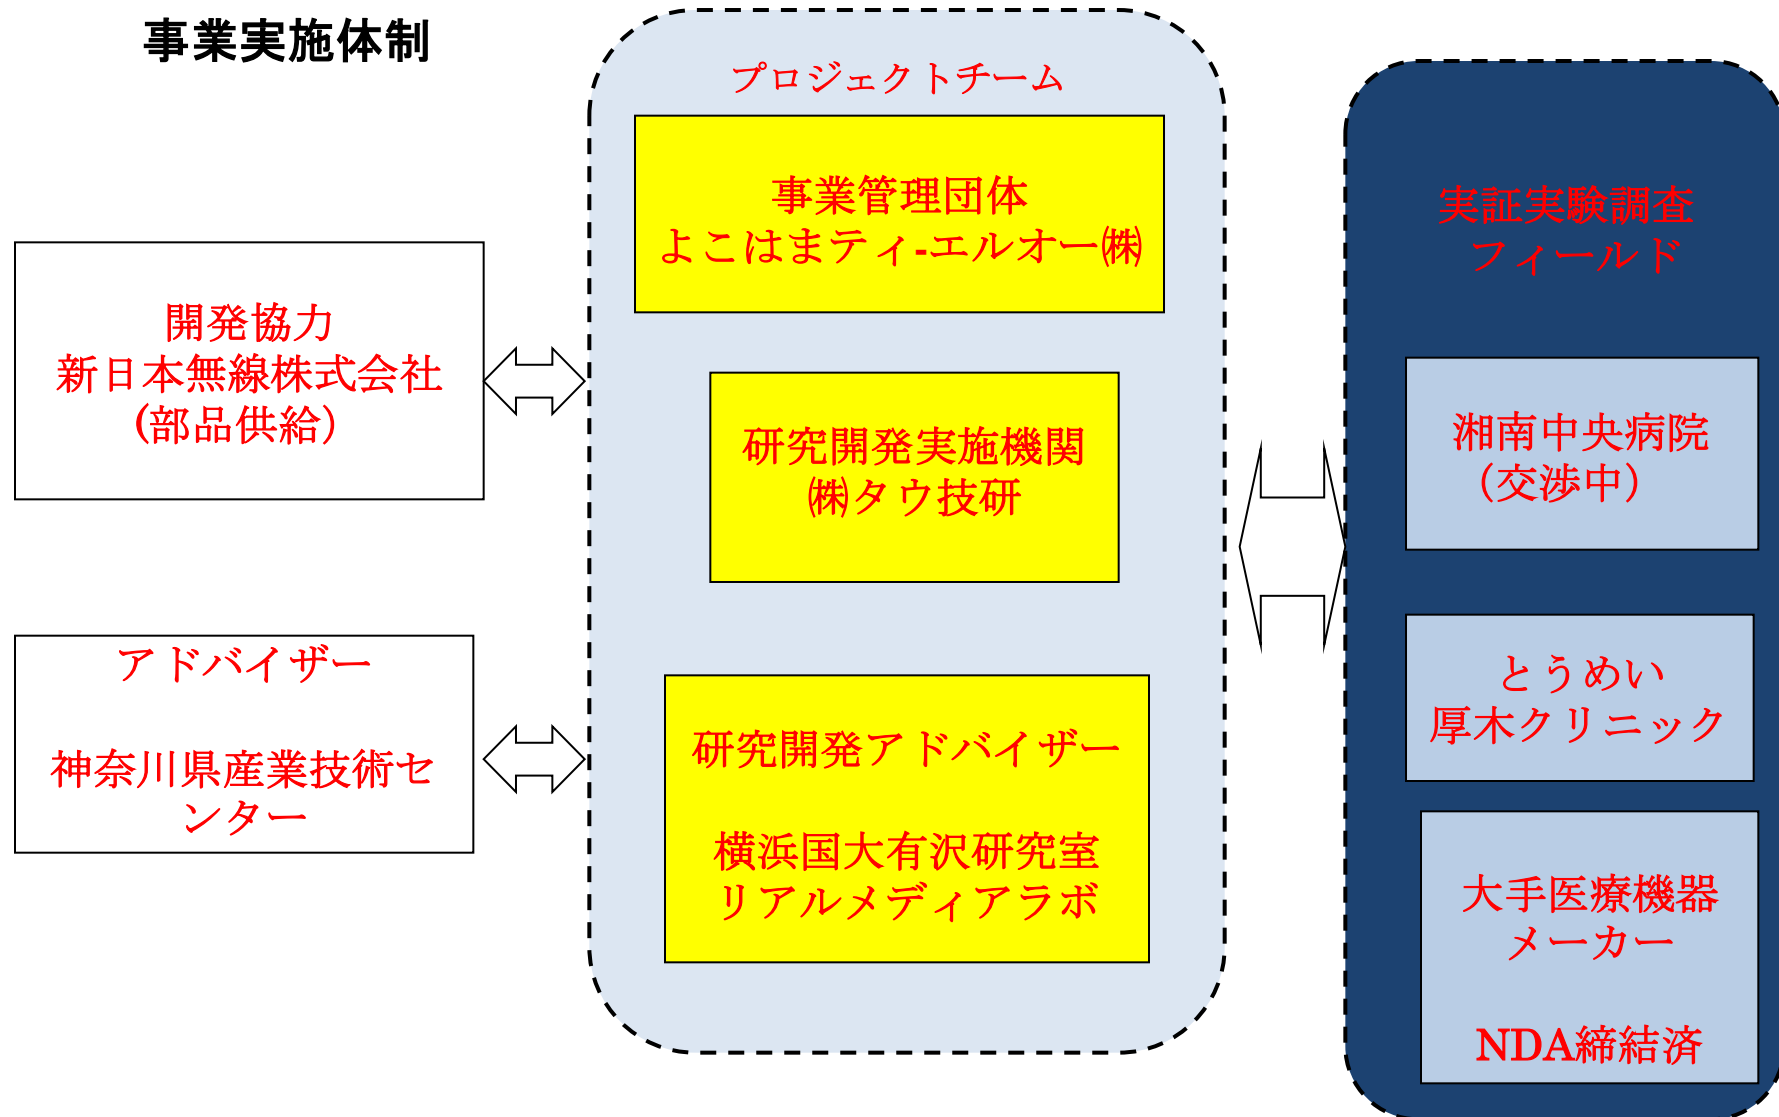 事業実施体制
開発協力
新日本無線株式会社
(部品供給）
アドバイザー
神奈川県産業技術セ
ンター
プロジェクトチーム
事業管理団体
よこはまティ-エルオー㈱
研究開発実施機関
㈱タウ技研
研究開発アドバイザー
横浜国大有沢研究室
リアルメディアラボ
実証実験調査
フィールド
湘南中央病院
（交渉中）
とうめい
厚木クリニック
大手医療機器
メーカー
NDA締結済